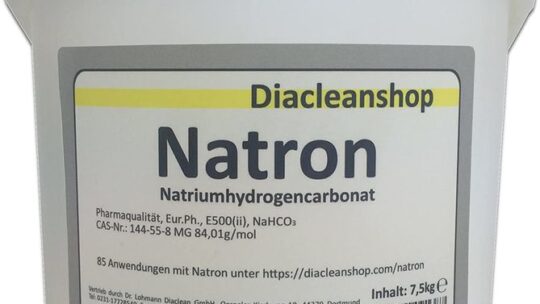 Diacleanshop
Natron
Natriumhydrogencarbonat
Pharmaqualität, Eur.Ph., E500(ii), NaHCO₃
CAS-Nr.: 144-55-8 MG 84,01g/mol
85 Anwendungen mit Natron unter https://diacleanshop.com/natron
Inhalt: 7,5kg e
Vertrieb durch Dr. Lohmann Diaclean GmbH, Dortmund